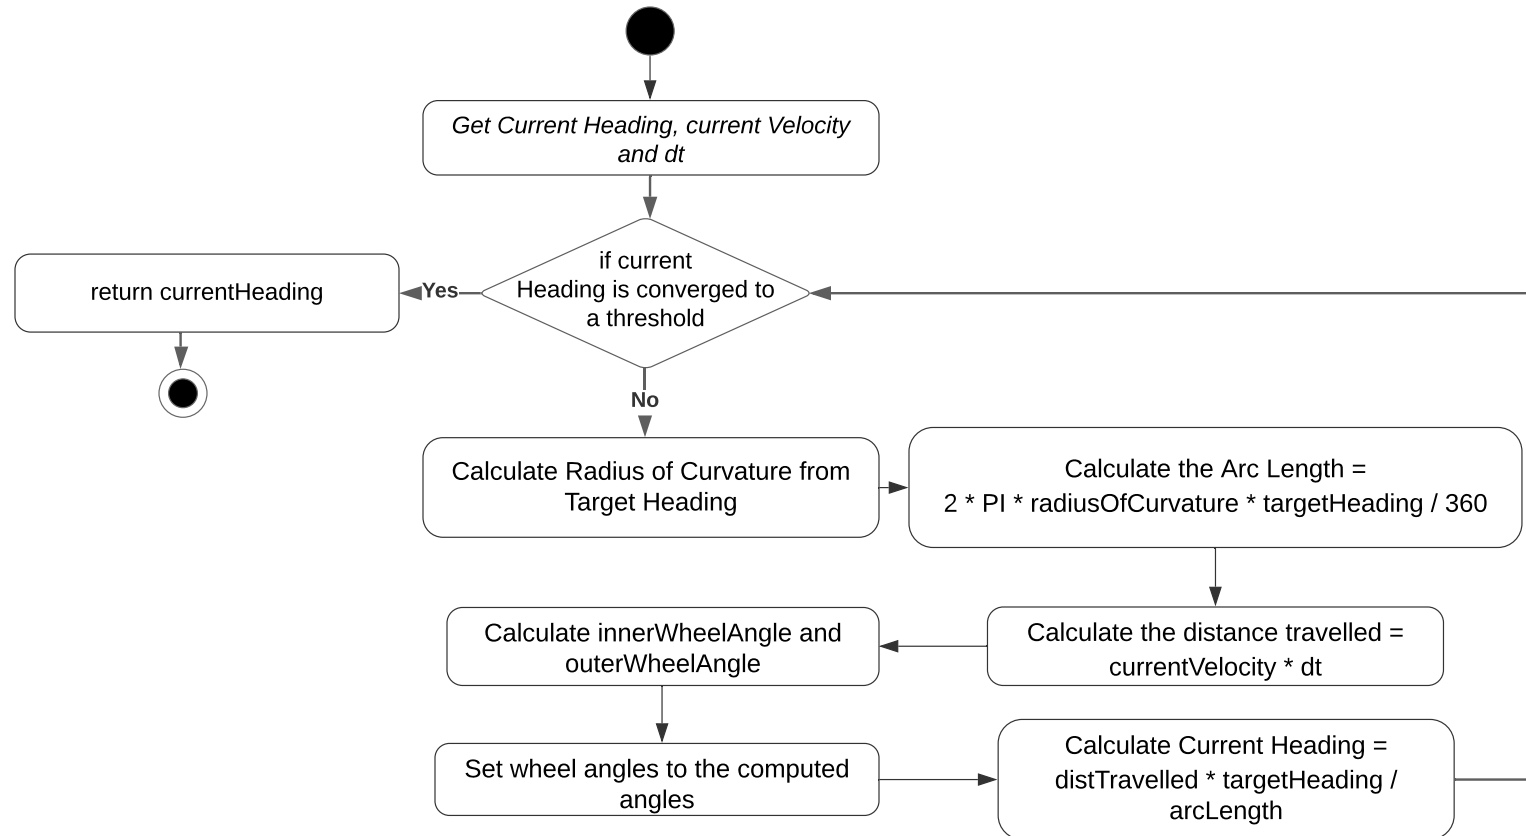 Get Current Heading, current Velocity
and dt
if current
Heading is converged to
a threshold
Yes
return currentHeading
No
Calculate Radius of Curvature from
Target Heading
Calculate the Arc Length =
2 * PI * radiusOfCurvature * targetHeading / 360
Calculate the distance travelled =
currentVelocity * dt
Calculate innerWheelAngle and
outerWheelAngle
Set wheel angles to the computed
angles
Calculate Current Heading =
distTravelled * targetHeading /
arcLength